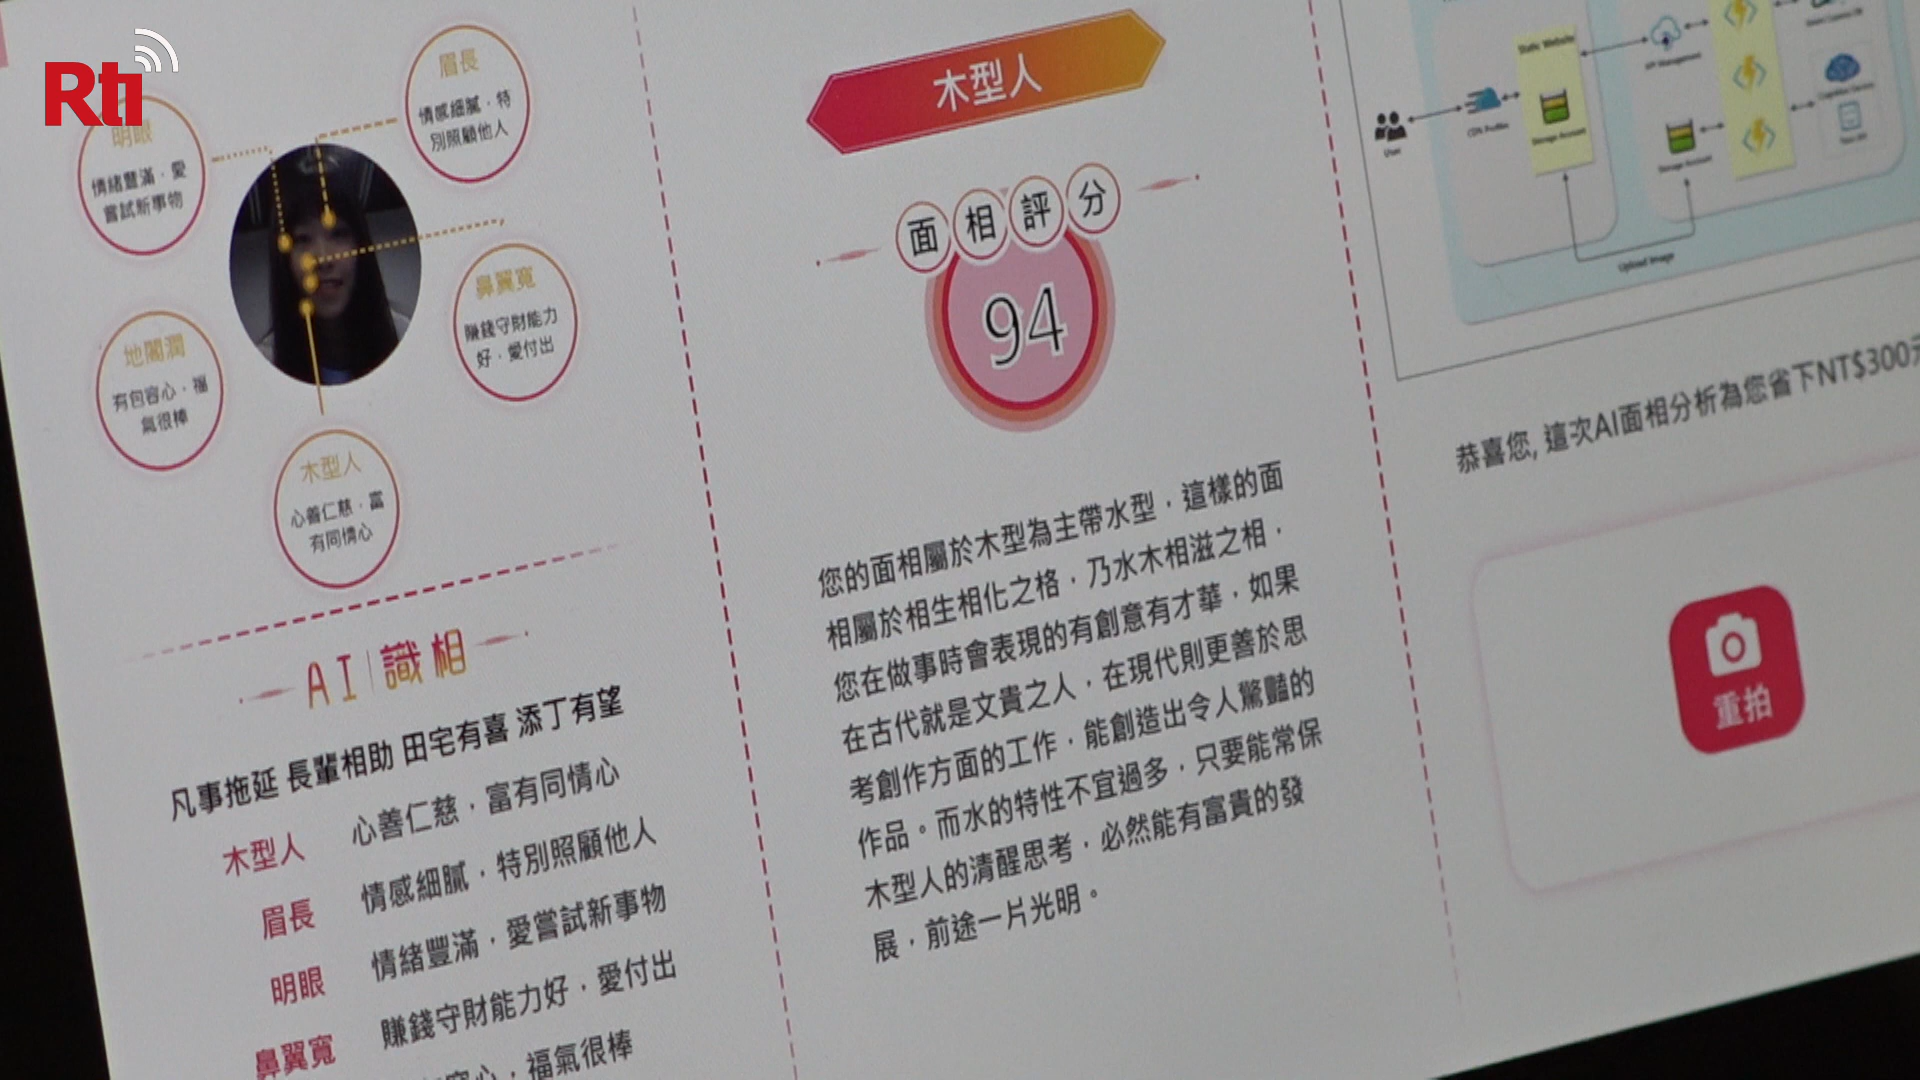 Rti
明眼
情緒豐滿，愛
嘗試新事物
眉長
情感細膩，特
別照顧他人
鼻翼寬
賺錢守財能力
好，愛付出
地閣潤
有包容心，福
氣很棒
木型人
心善仁慈，富
有同情心
AI|識相
凡事拖延 長輩相助 田宅有喜 添丁有望
木型人 心善仁慈，富有同情心
眉長 情感細膩，特別照顧他人
明眼 情緒豐滿，愛嘗試新事物
鼻翼寬 賺錢守財能力好，愛付出
容心，福氣很棒
木型人
面相評分
94
您的面相屬於木型為主帶水型，這樣的面
相屬於相生相化之格，乃水木相滋之相，
您在做事時會表現的有創意有才華，如果
在古代就是文貴之人，在現代則更善於思
考創作方面的工作，能創造出令人驚豔的
作品。而水的特性不宜過多，只要能常保
木型人的清醒思考，必然能有富貴的發
展，前途一片光明。
User
CDN Profiles
Static Website
Storage Account
API Management
Storage Account
Upload Image
恭喜您, 這次AI面相分析為您省下NT$300元
重拍